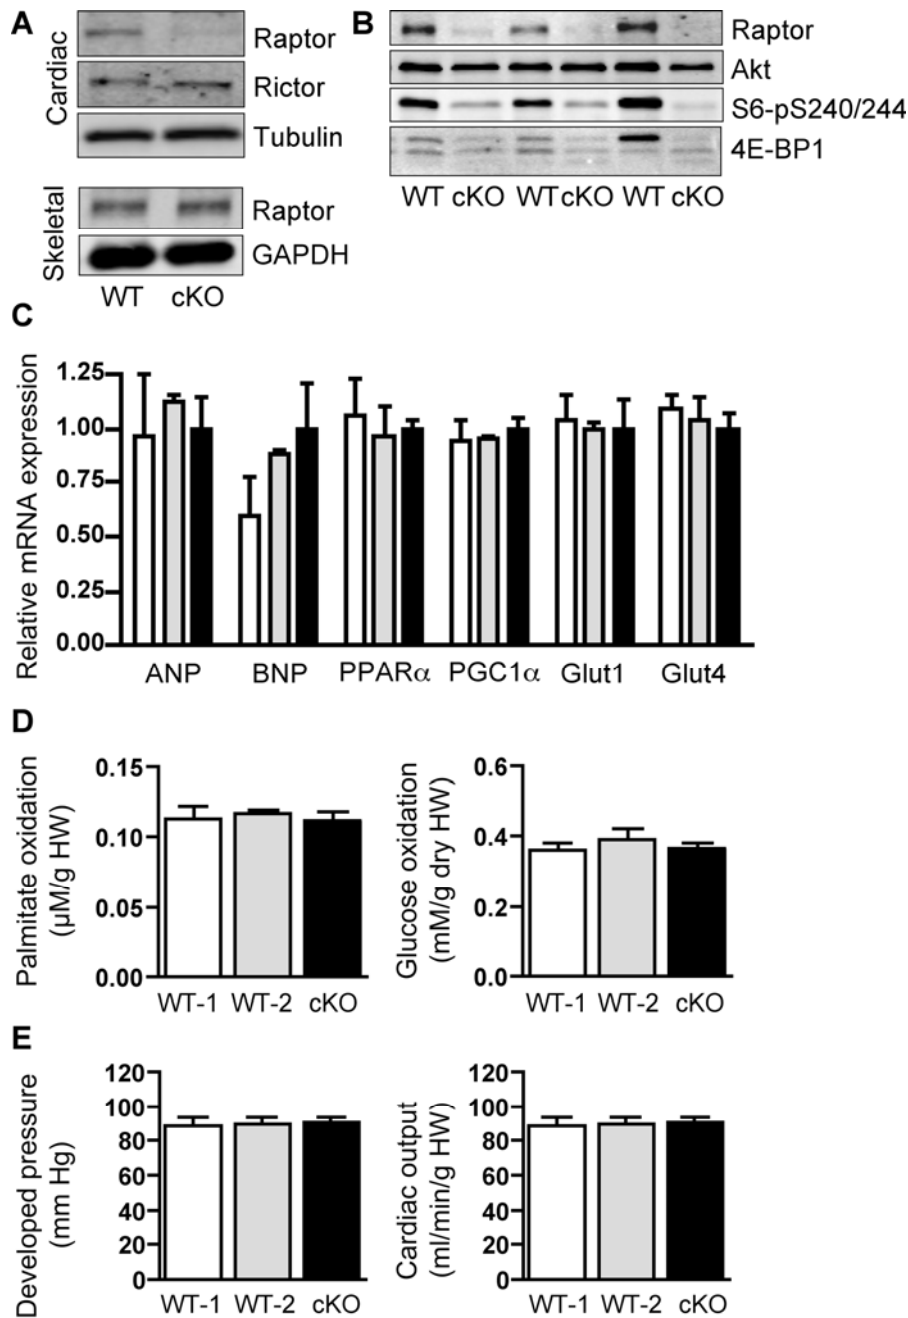 A
Cardiac
Raptor
Rictor
Tubulin
Skeletal
Raptor
GAPDH
WT cKO
B
Raptor
Akt
S6-pS240/244
4E-BP1
WT cKO WT cKO WT cKO
C
Relative mRNA expression
1.25
1.00
0.75
0.50
0.25
0.00
ANP BNP PPARα PGC1α Glut1 Glut4
D
Palmitate oxidation
(µM/g HW)
0.15
0.10
0.05
0.00
WT-1 WT-2 cKO
Glucose oxidation
(mM/g dry HW)
0.6
0.4
0.2
0.0
WT-1 WT-2 cKO
E
Developed pressure
(mm Hg)
120
100
80
60
40
20
0
WT-1 WT-2 cKO
Cardiac output
(ml/min/g HW)
120
100
80
60
40
20
0
WT-1 WT-2 cKO